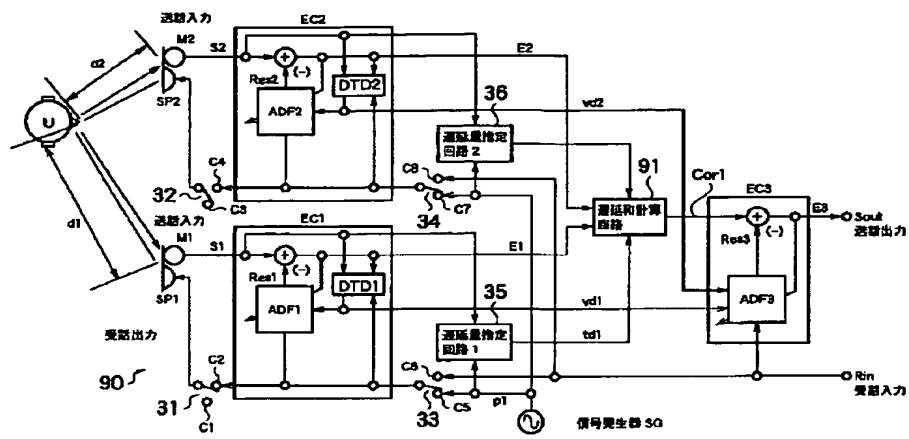 送話入力
EC2
M2
S2
E2
d2
Res2
(-)
DTD2
SP2
ADF2
vd2
36
遅延量推定
回路2
U
C4
32
C3
C8
34
C7
91
Cor1
遅延和計算
回路
EC3
E3
Sout
送話出力
Res3
(-)
ADF3
d1
送話入力
M1
S1
EC1
E1
Res1
(-)
DTD1
SP1
ADF1
vd1
35
遅延量推定
回路1
td1
受話出力
90
C2
31
C1
C6
33
C5
p1
Rin
受話入力
信号発生器 SG